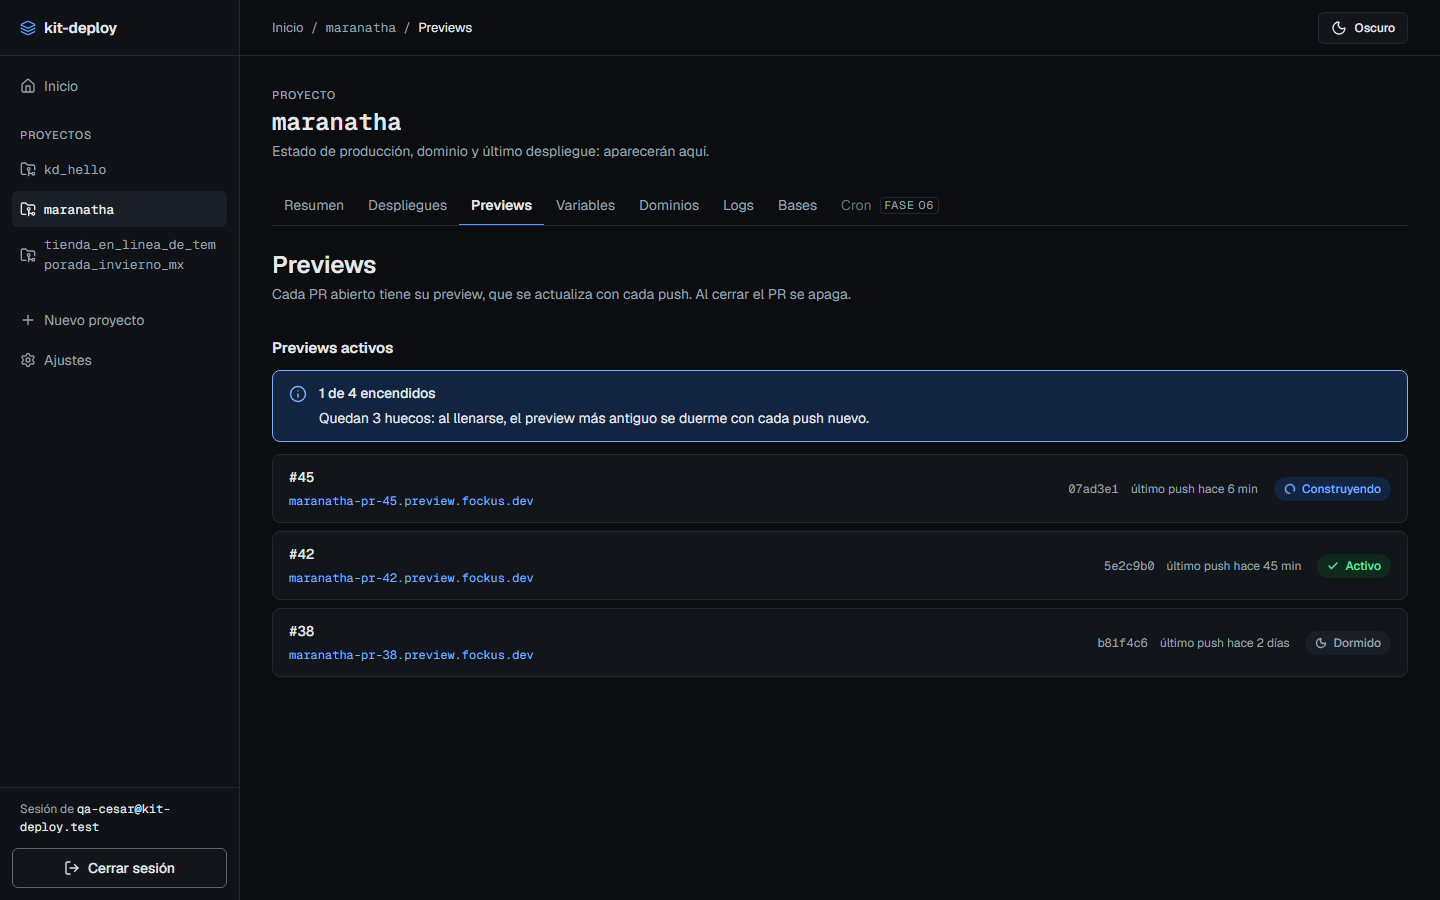 kit-deploy
Inicio / maranatha / Previews
Oscuro
Inicio
PROYECTOS
kd_hello
maranatha
tienda_en_linea_de_tem
porada_invierno_mx
Nuevo proyecto
Ajustes
Sesión de qa-cesar@kit-
deploy.test
Cerrar sesión
PROYECTO
maranatha
Estado de producción, dominio y último despliegue: aparecerán aquí.
Resumen Despliegues Previews Variables Dominios Logs Bases Cron FASE 06
Previews
Cada PR abierto tiene su preview, que se actualiza con cada push. Al cerrar el PR se apaga.
Previews activos
1 de 4 encendidos
Quedan 3 huecos: al llenarse, el preview más antiguo se duerme con cada push nuevo.
#45
maranatha-pr-45.preview.fockus.dev
07ad3e1 último push hace 6 min Construyendo
#42
maranatha-pr-42.preview.fockus.dev
5e2c9b0 último push hace 45 min Activo
#38
maranatha-pr-38.preview.fockus.dev
b81f4c6 último push hace 2 días Dormido